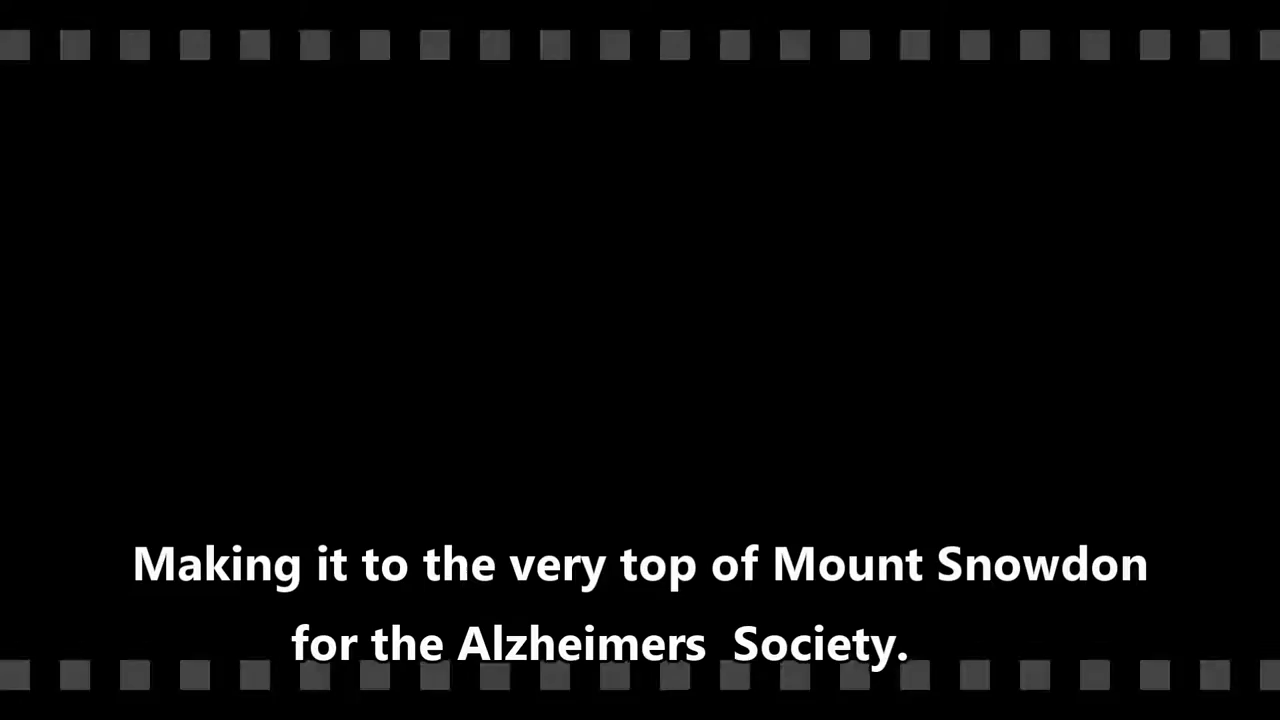 Making it to the very top of Mount Snowdon
for the Alzheimers  Society.